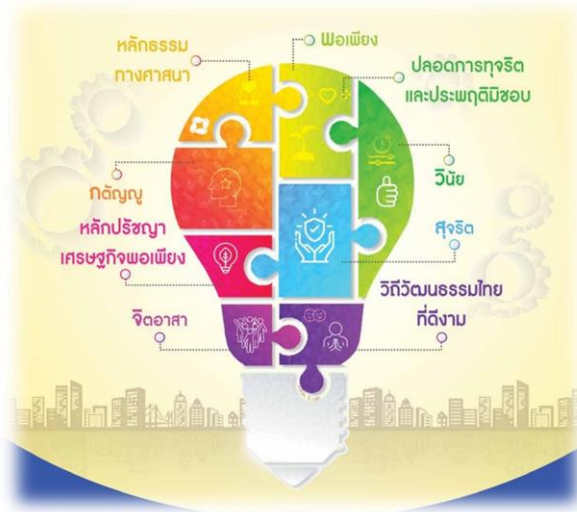 หลักธรรม
ทางศาสนา
พอเพียง
ปลอดการทุจริต
และประพฤติมิชอบ
กตัญญู
วินัย
หลักปรัชญา
เศรษฐกิจพอเพียง
สุจริต
จิตอาสา
วิถีวัฒนธรรมไทย
ที่ดีงาม